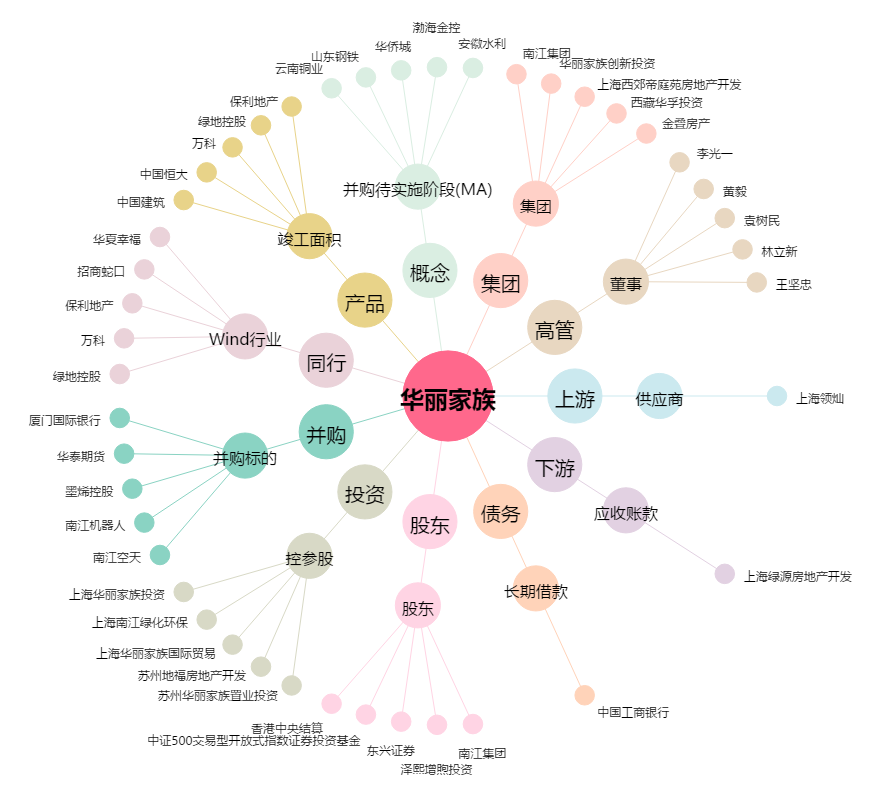 渤海金控
华侨城
安徽水利
山东钢铁
云南铜业
并购待实施阶段(MA)
概念
南江集团
华丽家族创新投资
上海西郊帝庭苑房地产开发
西藏华孚投资
金叠房产
集团
集团
李光一
黄毅
袁树民
林立新
王坚忠
董事
高管
上游
供应商
上海领灿
下游
应收账款
上海绿源房地产开发
债务
长期借款
中国工商银行
股东
股东
香港中央结算
中证500交易型开放式指数证券投资基金
东兴证券
泽熙增煦投资
南江集团
投资
控参股
上海华丽家族投资
上海南江绿化环保
上海华丽家族国际贸易
苏州地福房地产开发
苏州华丽家族置业投资
并购
并购标的
厦门国际银行
华泰期货
墨烯控股
南江机器人
南江空天
同行
Wind行业
华夏幸福
招商蛇口
保利地产
万科
绿地控股
产品
竣工面积
保利地产
绿地控股
万科
中国恒大
中国建筑
华丽家族